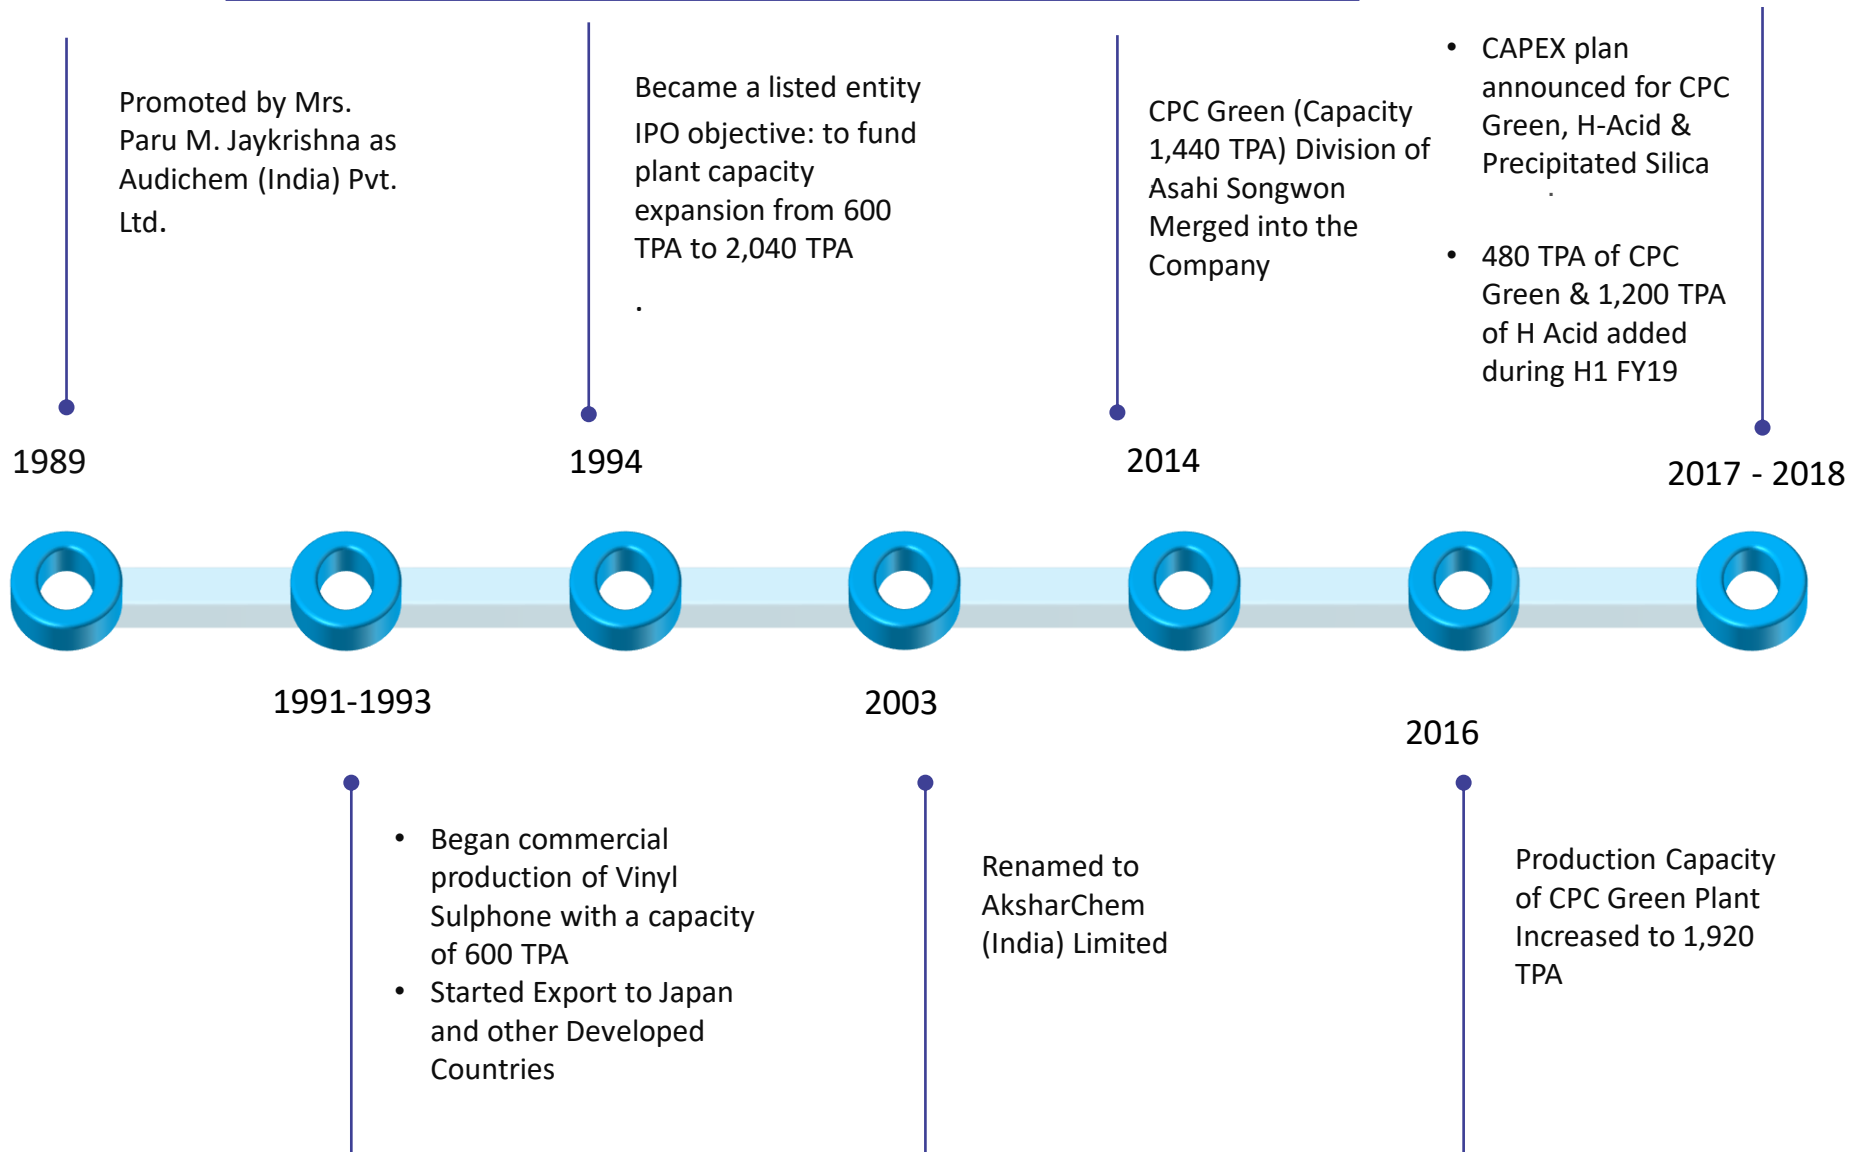 1989
Promoted by Mrs.
Paru M. Jaykrishna as
Audichem (India) Pvt.
Ltd.
1991-1993
• Began commercial
production of Vinyl
Sulphone with a capacity
of 600 TPA
• Started Export to Japan
and other Developed
Countries
1994
Became a listed entity
IPO objective: to fund
plant capacity
expansion from 600
TPA to 2,040 TPA
.
2003
Renamed to
AksharChem
(India) Limited
2014
CPC Green (Capacity
1,440 TPA) Division of
Asahi Songwon
Merged into the
Company
2016
Production Capacity
of CPC Green Plant
Increased to 1,920
TPA
2017 - 2018
• CAPEX plan
announced for CPC
Green, H-Acid &
Precipitated Silica
.
• 480 TPA of CPC
Green & 1,200 TPA
of H Acid added
during H1 FY19